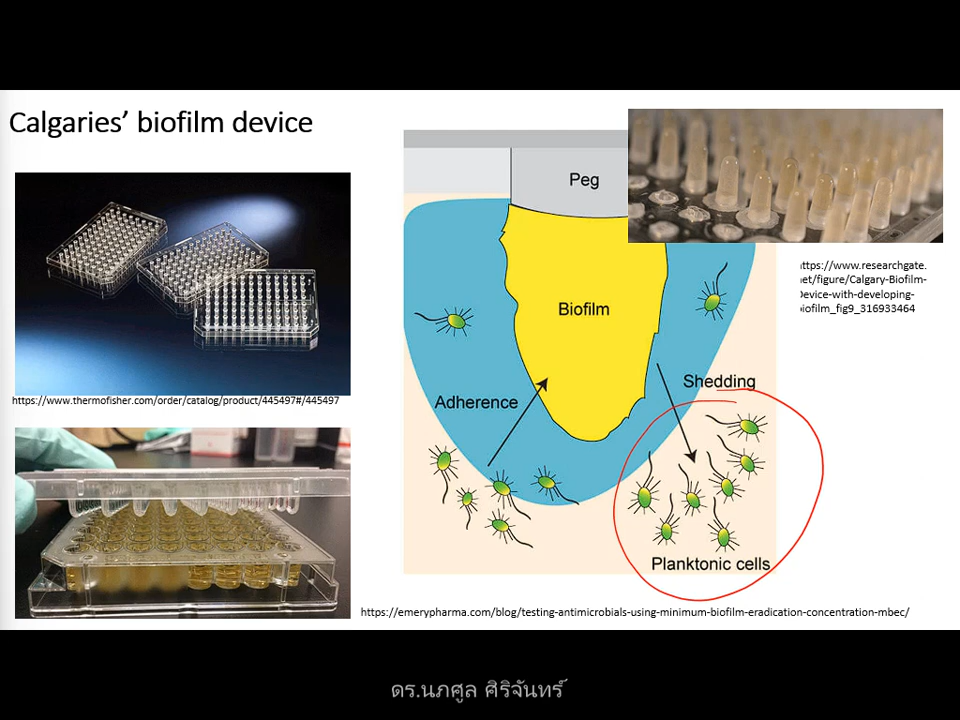 Calgaries’ biofilm device
Peg
Biofilm
Adherence
Shedding
Planktonic cells
https://www.thermofisher.com/order/catalog/product/445497#/445497
ttps://www.researchgate.
et/figure/Calgary-Biofilm-
Device-with-developing-
iofilm_fig9_316933464
https://emerypharma.com/blog/testing-antimicrobials-using-minimum-biofilm-eradication-concentration-mbec/
ดร.นภศูล ศิริจันทร์